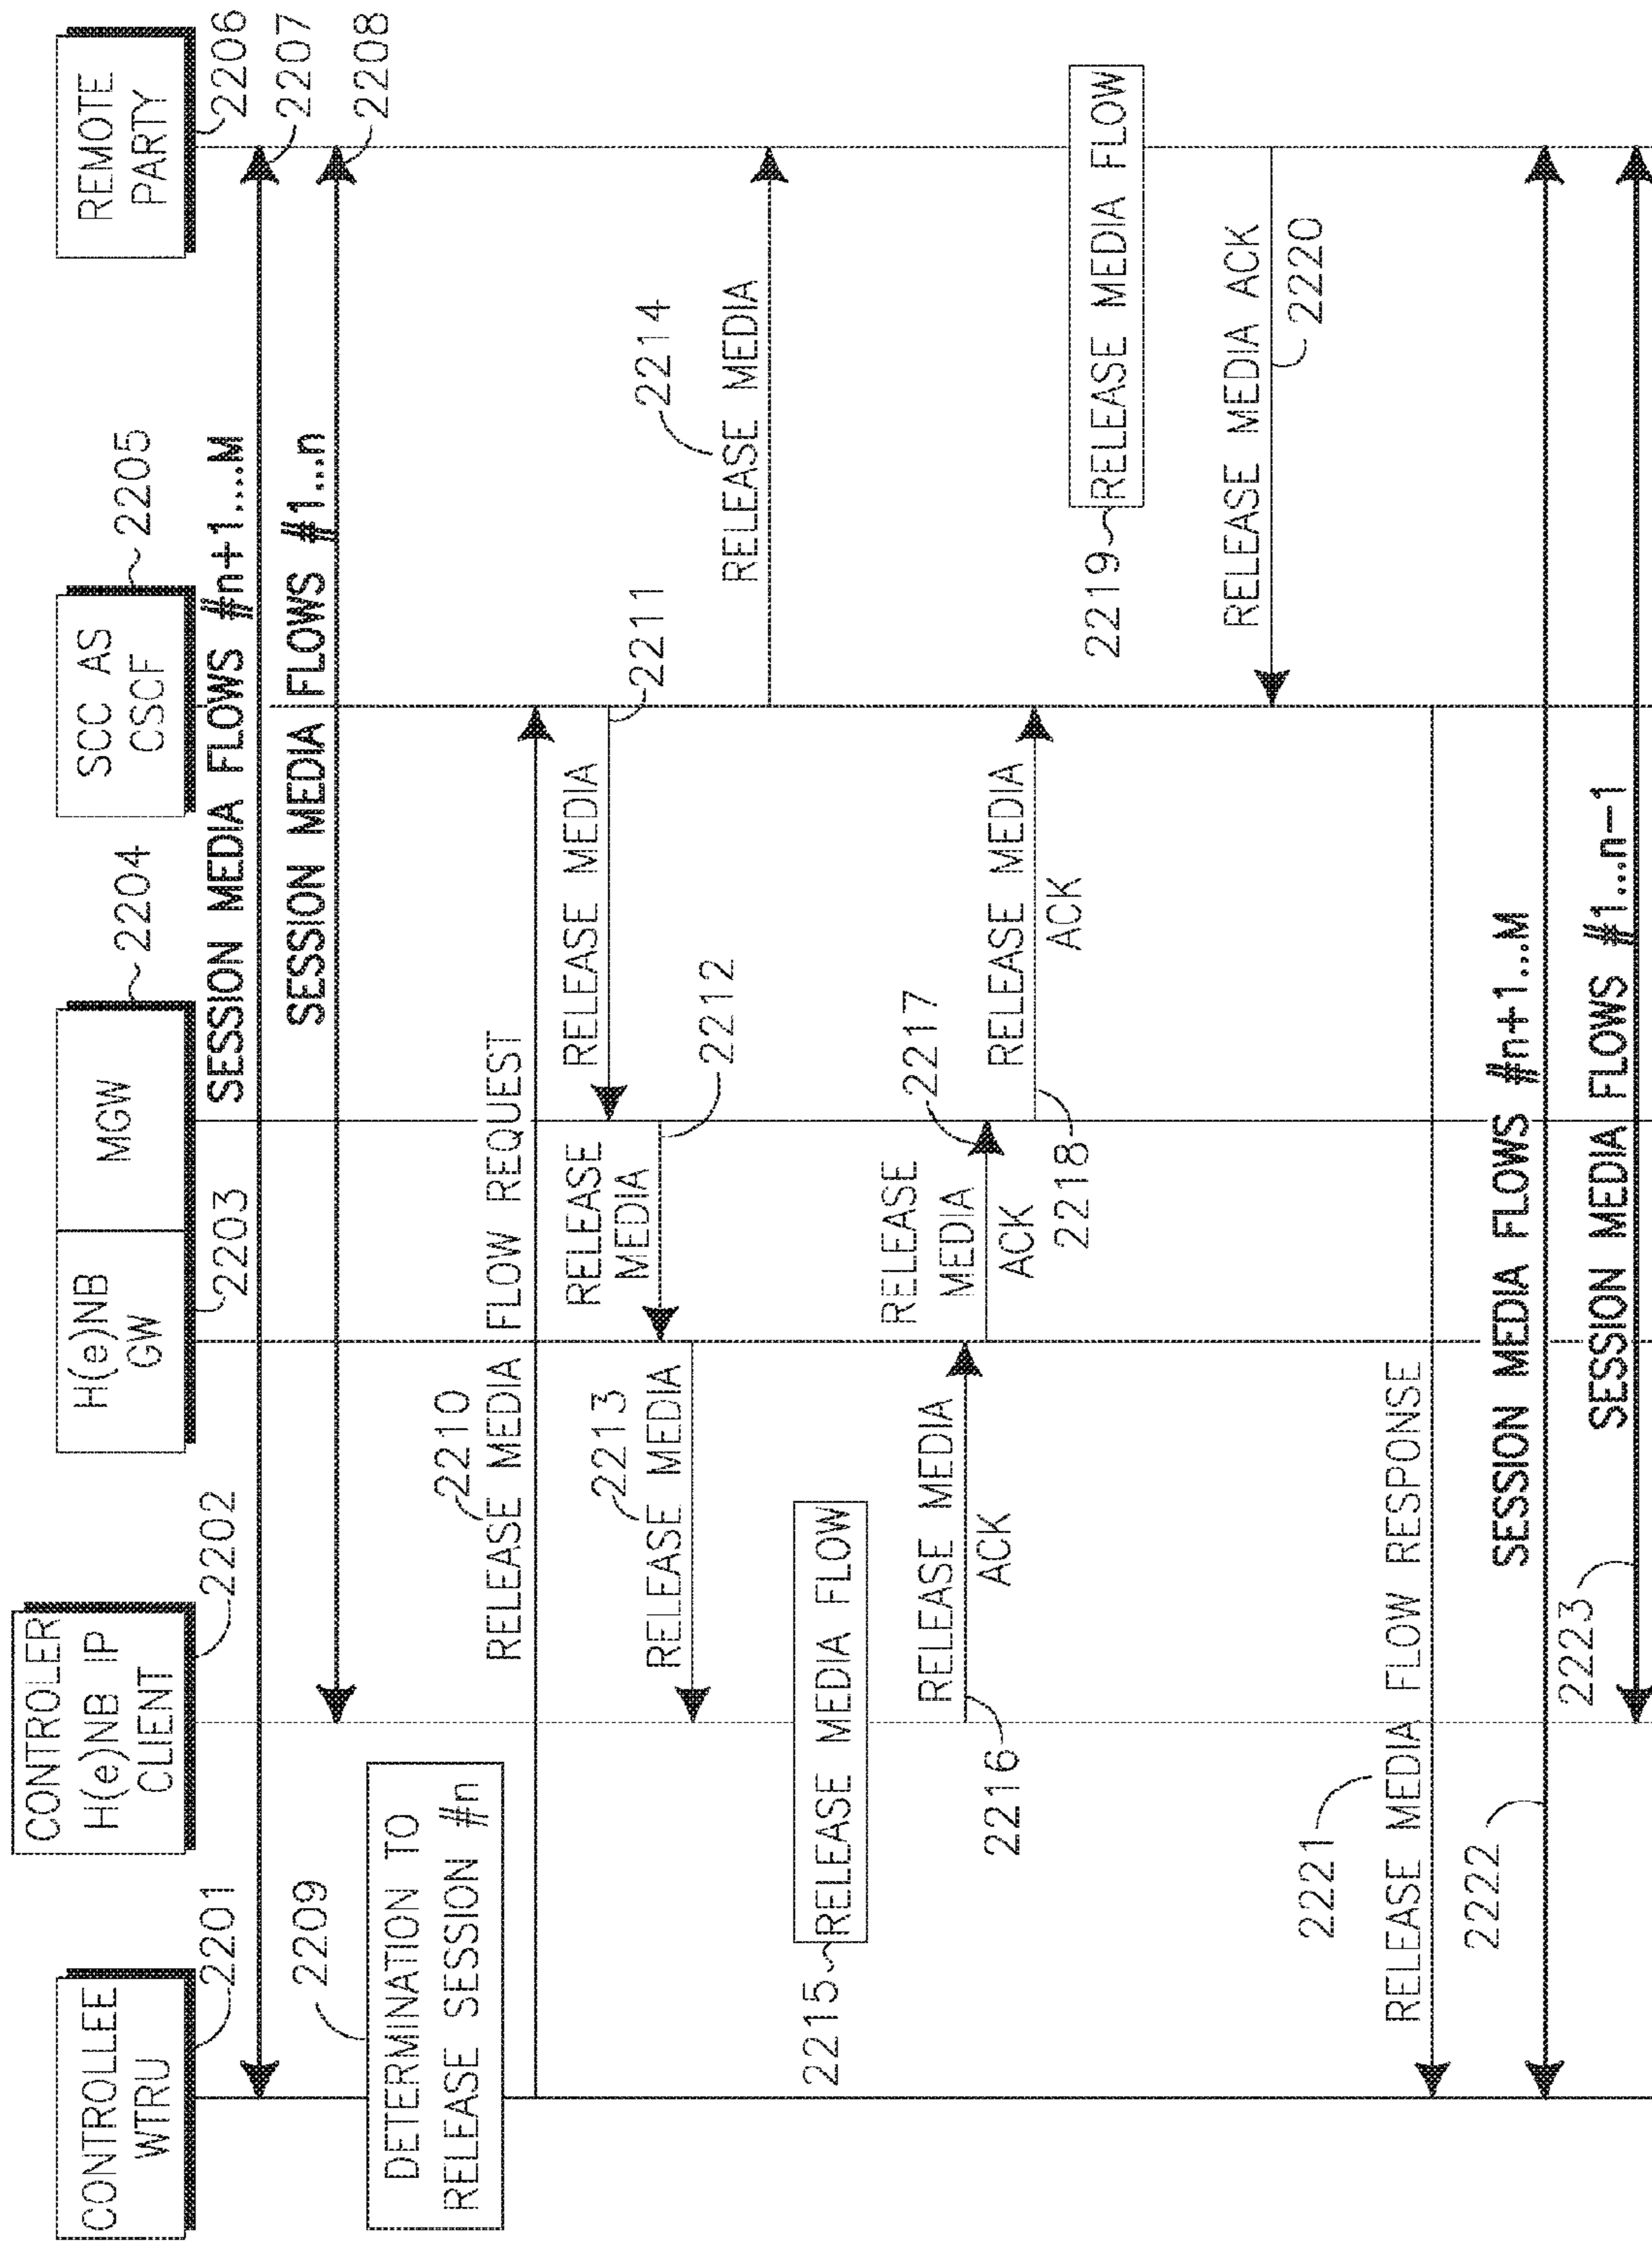 CONTROLLEE
WTRU
2201
CONTROLER
H(e)NB IP
CLIENT
2202
H(e)NB
GW
2203
MGW
2204
SCC AS
CSCF
2205
REMOTE
PARTY
2206
SESSION MEDIA FLOWS #n+1...M
2207
SESSION MEDIA FLOWS #1...n
2208
2209
DETERMINATION TO
RELEASE SESSION #n
2210
RELEASE MEDIA FLOW REQUEST
RELEASE MEDIA
2211
RELEASE
MEDIA
2212
2213
RELEASE MEDIA
2214
RELEASE MEDIA
2215
RELEASE MEDIA FLOW
RELEASE MEDIA
ACK
2216
RELEASE
MEDIA
ACK
2217
RELEASE MEDIA
ACK
2218
2219
RELEASE MEDIA FLOW
RELEASE MEDIA ACK
2220
2221
RELEASE MEDIA FLOW RESPONSE
SESSION MEDIA FLOWS #n+1...M
2222
SESSION MEDIA FLOWS #1...n-1
2223